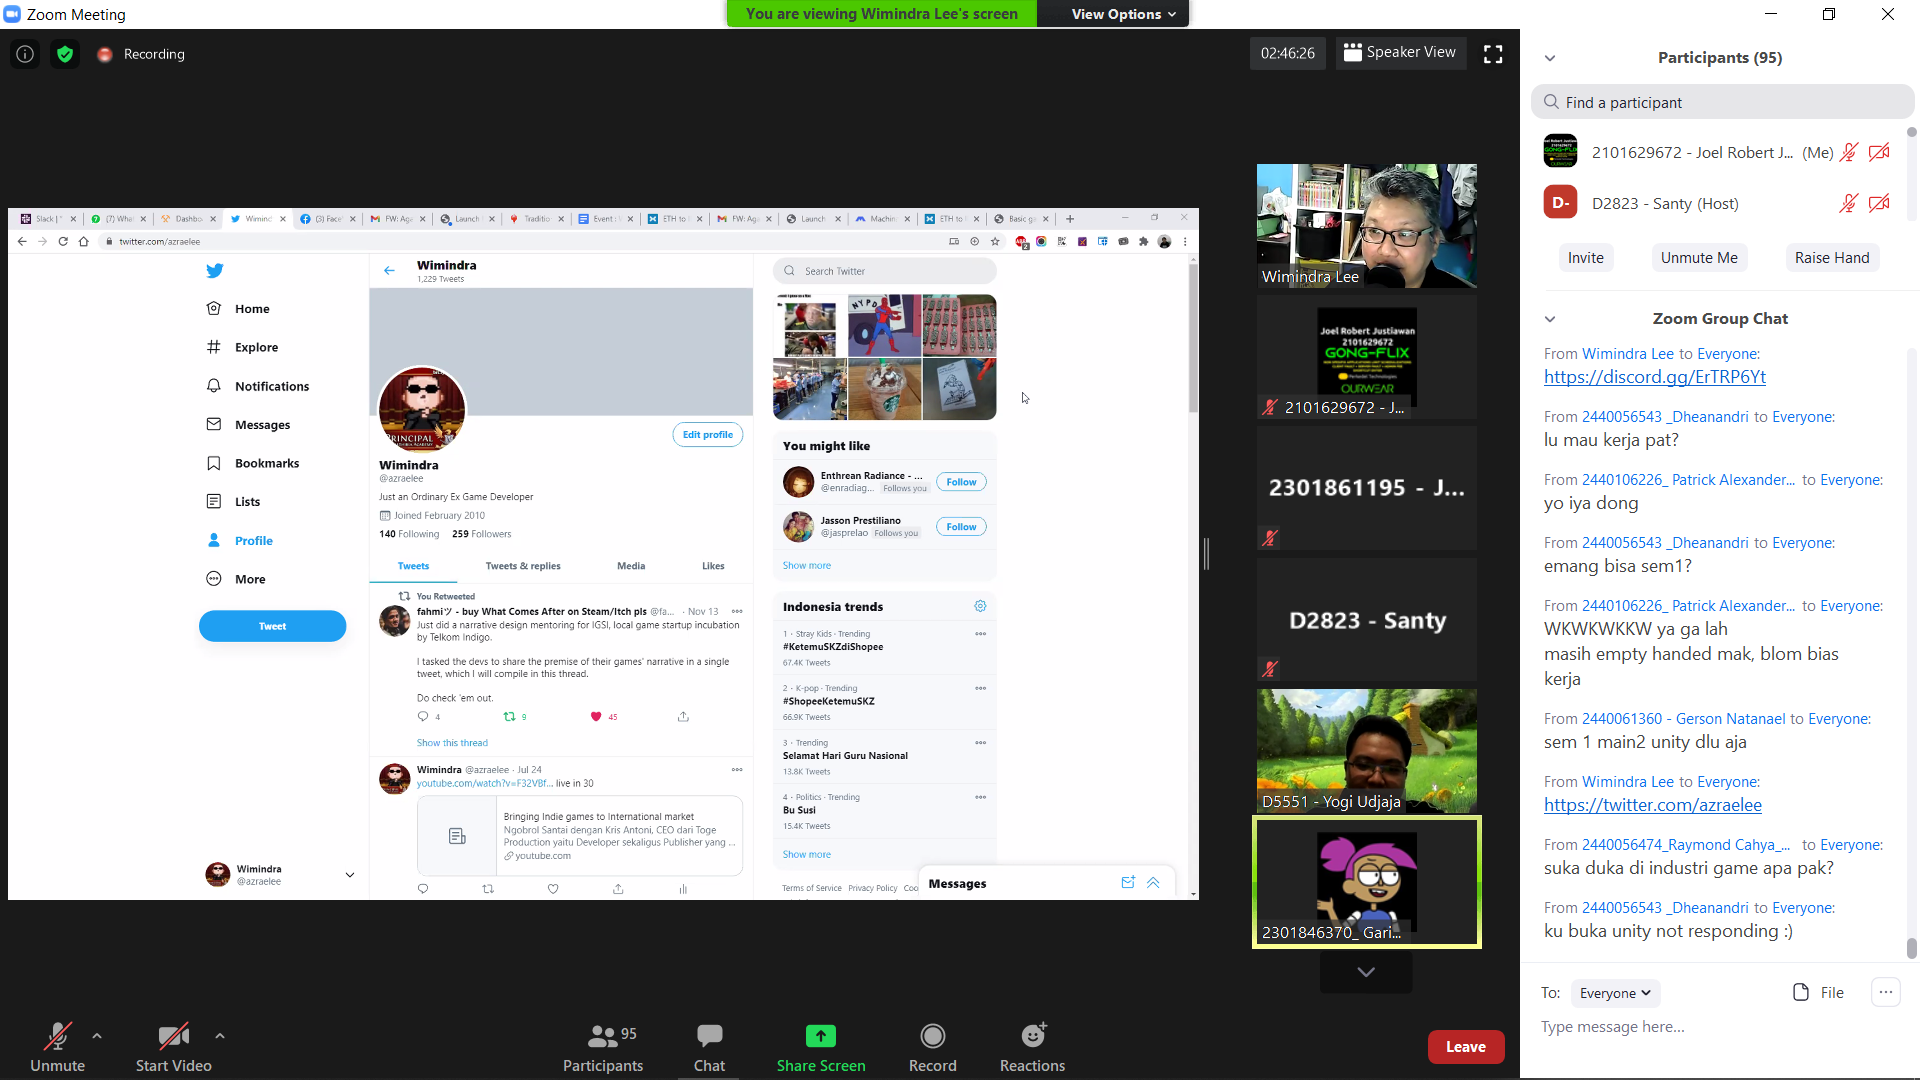 Zoom Meeting
You are viewing Wimindra Lee's screen
View Options
Recording
02:46:26
Speaker View
Slack |
(7) What
Dashbo
Wimind
(3) Face
FW: Aga
Launch
Traditio
Event :
ETH to
FW: Aga
Launch
Machin
ETH to
Basic g
twitter.com/azraelee
Home
Explore
Notifications
Messages
Bookmarks
Lists
Profile
More
Tweet
Wimindra
@azraelee
Wimindra
1,229 Tweets
PRINCIPAL
Edit profile
Wimindra
@azraelee
Just an Ordinary Ex Game Developer
Joined February 2010
140 Following 259 Followers
Tweets
Tweets & replies
Media
Likes
You Retweeted
fahmiツ - buy What Comes After on Steam/Itch pls @fa... · Nov 13
Just did a narrative design mentoring for IGSI, local game startup incubation
by Telkom Indigo.
I tasked the devs to share the premise of their games' narrative in a single
tweet, which I will compile in this thread.
Do check 'em out.
4
9
45
Show this thread
Wimindra @azraelee · Jul 24
youtube.com/watch?v=F32VBf... live in 30
Bringing Indie games to International market
Ngobrol Santai dengan Kris Antoni, CEO dari Toge
Production yaitu Developer sekaligus Publisher yang ...
youtube.com
Search Twitter
NYPD
You might like
Enthrean Radiance - ...
@enradiag... Follows you
Follow
Jasson Prestiliano
@jasprelao Follows you
Follow
Show more
Indonesia trends
1 · Stray Kids · Trending
#KetemuSKZdiShopee
67.4K Tweets
2 · K-pop · Trending
#ShopeeKetemuSKZ
66.9K Tweets
3 · Trending
Selamat Hari Guru Nasional
13.8K Tweets
4 · Politics · Trending
Bu Susi
15.4K Tweets
Show more
Terms of Service Privacy Policy Coo
Messages
Wimindra Lee
Joel Robert Justiawan
2101629672
GONG-FLIX
OURWEAR
2101629672 - J...
2301861195 - J...
D2823 - Santy
D5551 - Yogi Udjaja
2301846370_ Gari...
Participants (95)
Find a participant
2101629672 - Joel Robert J... (Me)
D-
D2823 - Santy (Host)
Invite
Unmute Me
Raise Hand
Zoom Group Chat
From Wimindra Lee to Everyone:
https://discord.gg/ErTRP6Yt
From 2440056543 _Dheanandri to Everyone:
lu mau kerja pat?
From 2440106226_ Patrick Alexander... to Everyone:
yo iya dong
From 2440056543 _Dheanandri to Everyone:
emang bisa sem1?
From 2440106226_ Patrick Alexander... to Everyone:
WKWKWKKW ya ga lah
masih empty handed mak, blom bias
kerja
From 2440061360 - Gerson Natanael to Everyone:
sem 1 main2 unity dlu aja
From Wimindra Lee to Everyone:
https://twitter.com/azraelee
From 2440056474_Raymond Cahya_... to Everyone:
suka duka di industri game apa pak?
From 2440056543 _Dheanandri to Everyone:
ku buka unity not responding :)
To: Everyone
File
Type message here...
Unmute
Start Video
95
Participants
Chat
Share Screen
Record
Reactions
Leave